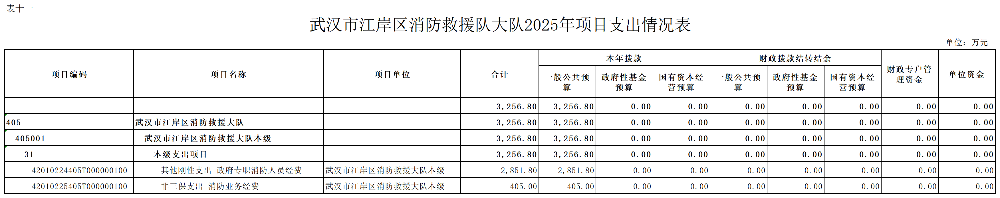 表十一
武汉市江岸区消防救援队大队2025年项目支出情况表
单位：万元
项目编码 项目名称 项目单位 合计 本年拨款 财政拨款结转结余 财政专户管理资金 单位资金
一般公共预算 政府性基金预算 国有资本经营预算 一般公共预算 政府性基金预算 国有资本经营预算
3,256.80 3,256.80 0.00 0.00 0.00 0.00 0.00 0.00 0.00
405 武汉市江岸区消防救援大队 3,256.80 3,256.80 0.00 0.00 0.00 0.00 0.00 0.00 0.00
405001 武汉市江岸区消防救援大队本级 3,256.80 3,256.80 0.00 0.00 0.00 0.00 0.00 0.00 0.00
31 本级支出项目 3,256.80 3,256.80 0.00 0.00 0.00 0.00 0.00 0.00 0.00
42010224405T000000100 其他刚性支出-政府专职消防人员经费 武汉市江岸区消防救援大队本级 2,851.80 2,851.80 0.00 0.00 0.00 0.00 0.00 0.00 0.00
42010225405T000000100 非三保支出-消防业务经费 武汉市江岸区消防救援大队本级 405.00 405.00 0.00 0.00 0.00 0.00 0.00 0.00 0.00